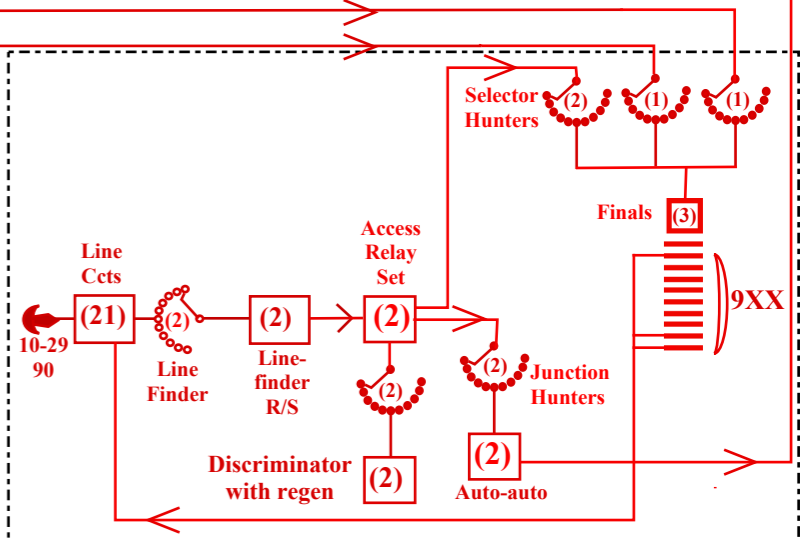 Selector
Hunters
(2)
(1)
(1)
Finals
(3)
9XX
Access
Relay
Set
Line
Ccts
(21)
(2)
(2)
(2)
10-29
90
Line
Finder
Line-
finder
R/S
(2)
(2)
Junction
Hunters
Discriminator
with regen
(2)
(2)
Auto-auto